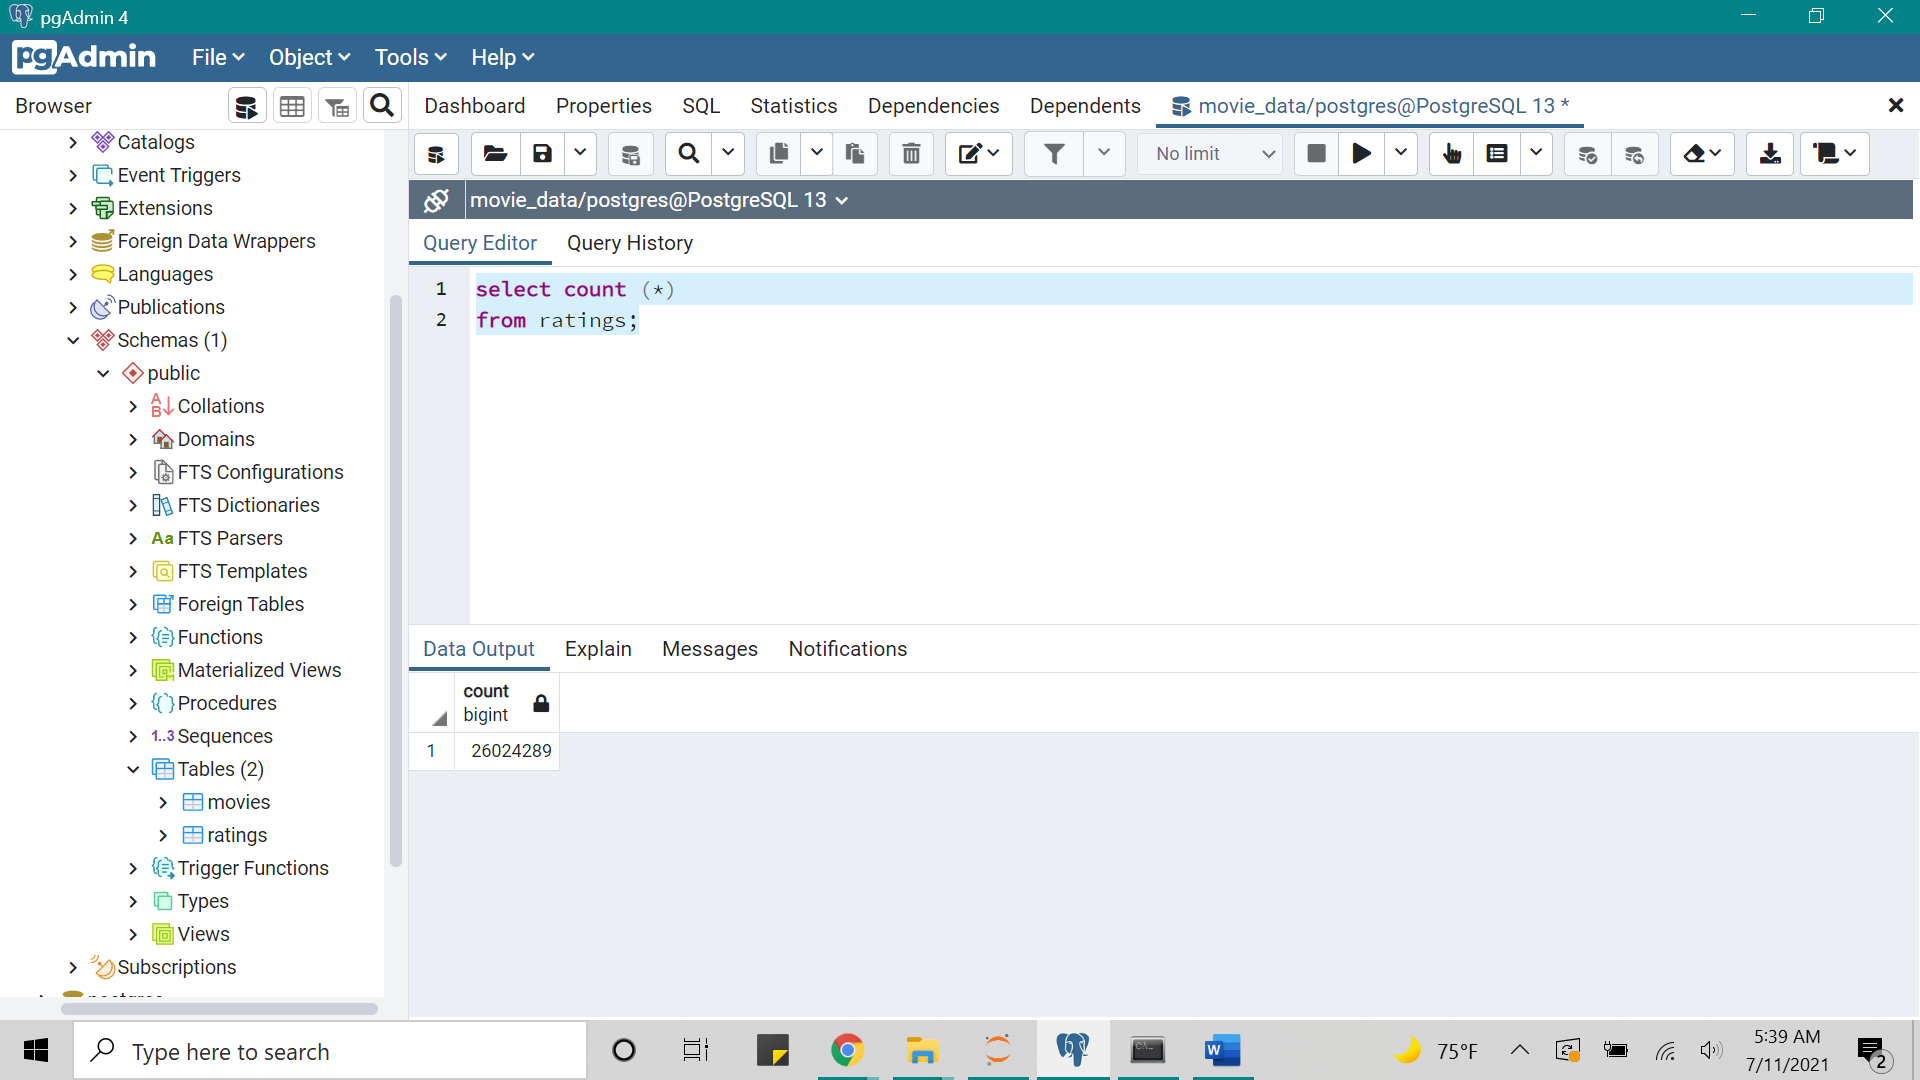 pgAdmin 4
pgAdmin File Object Tools Help
Browser
Dashboard Properties SQL Statistics Dependencies Dependents movie_data/postgres@PostgreSQL 13 *
No limit
movie_data/postgres@PostgreSQL 13
Query Editor Query History
1 select count (*)
2 from ratings;
Catalogs
Event Triggers
Extensions
Foreign Data Wrappers
Languages
Publications
Schemas (1)
public
Collations
Domains
FTS Configurations
FTS Dictionaries
Aa FTS Parsers
FTS Templates
Foreign Tables
Functions
Materialized Views
Procedures
1..3 Sequences
Tables (2)
movies
ratings
Trigger Functions
Types
Views
Subscriptions
Data Output Explain Messages Notifications
count
bigint
1 26024289
Type here to search
75°F
5:39 AM
7/11/2021
2